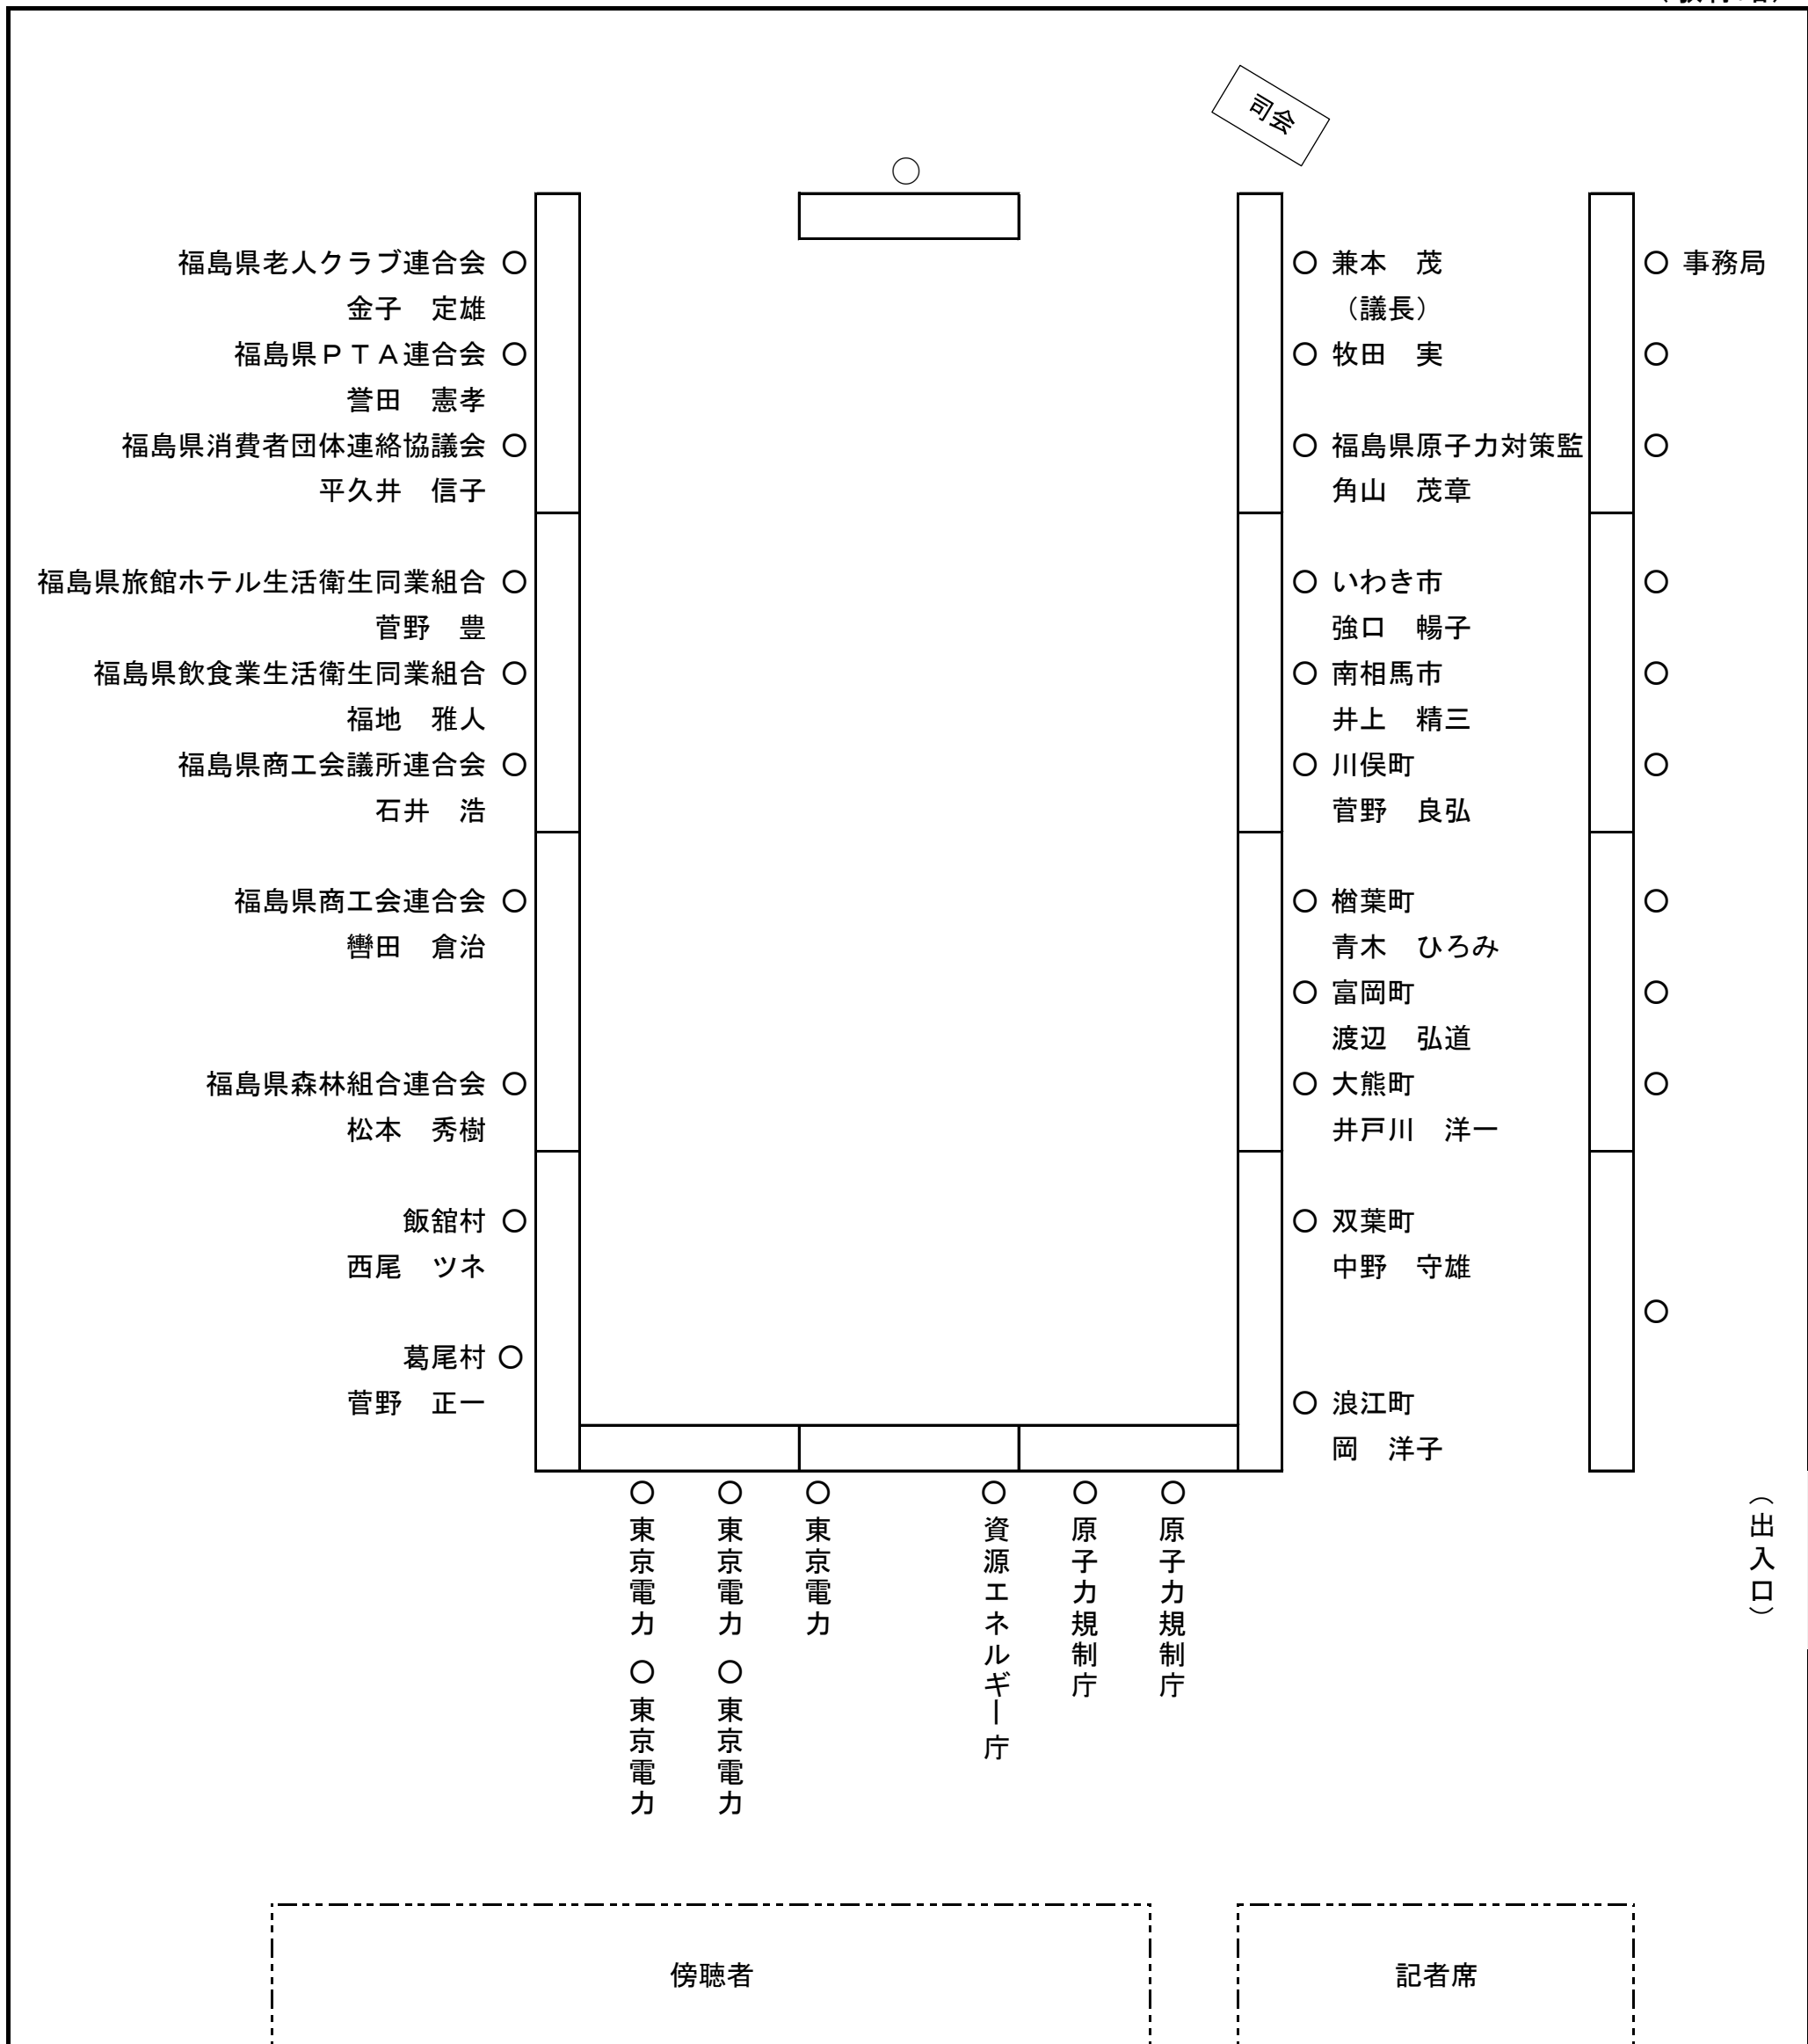 司会
福島県老人クラブ連合会
金子　定雄
福島県ＰＴＡ連合会
誉田　憲孝
福島県消費者団体連絡協議会
平久井　信子
福島県旅館ホテル生活衛生同業組合
菅野　豊
福島県飲食業生活衛生同業組合
福地　雅人
福島県商工会議所連合会
石井　浩
福島県商工会連合会
轡田　倉治
福島県森林組合連合会
松本　秀樹
飯舘村
西尾　ツネ
葛尾村
菅野　正一
兼本　茂
（議長）
牧田　実
福島県原子力対策監
角山　茂章
いわき市
強口　暢子
南相馬市
井上　精三
川俣町
菅野　良弘
楢葉町
青木　ひろみ
富岡町
渡辺　弘道
大熊町
井戸川　洋一
双葉町
中野　守雄
浪江町
岡　洋子
事務局
東京電力
東京電力
東京電力
資源エネルギー庁
原子力規制庁
原子力規制庁
東京電力
東京電力
（出入口）
傍聴者
記者席